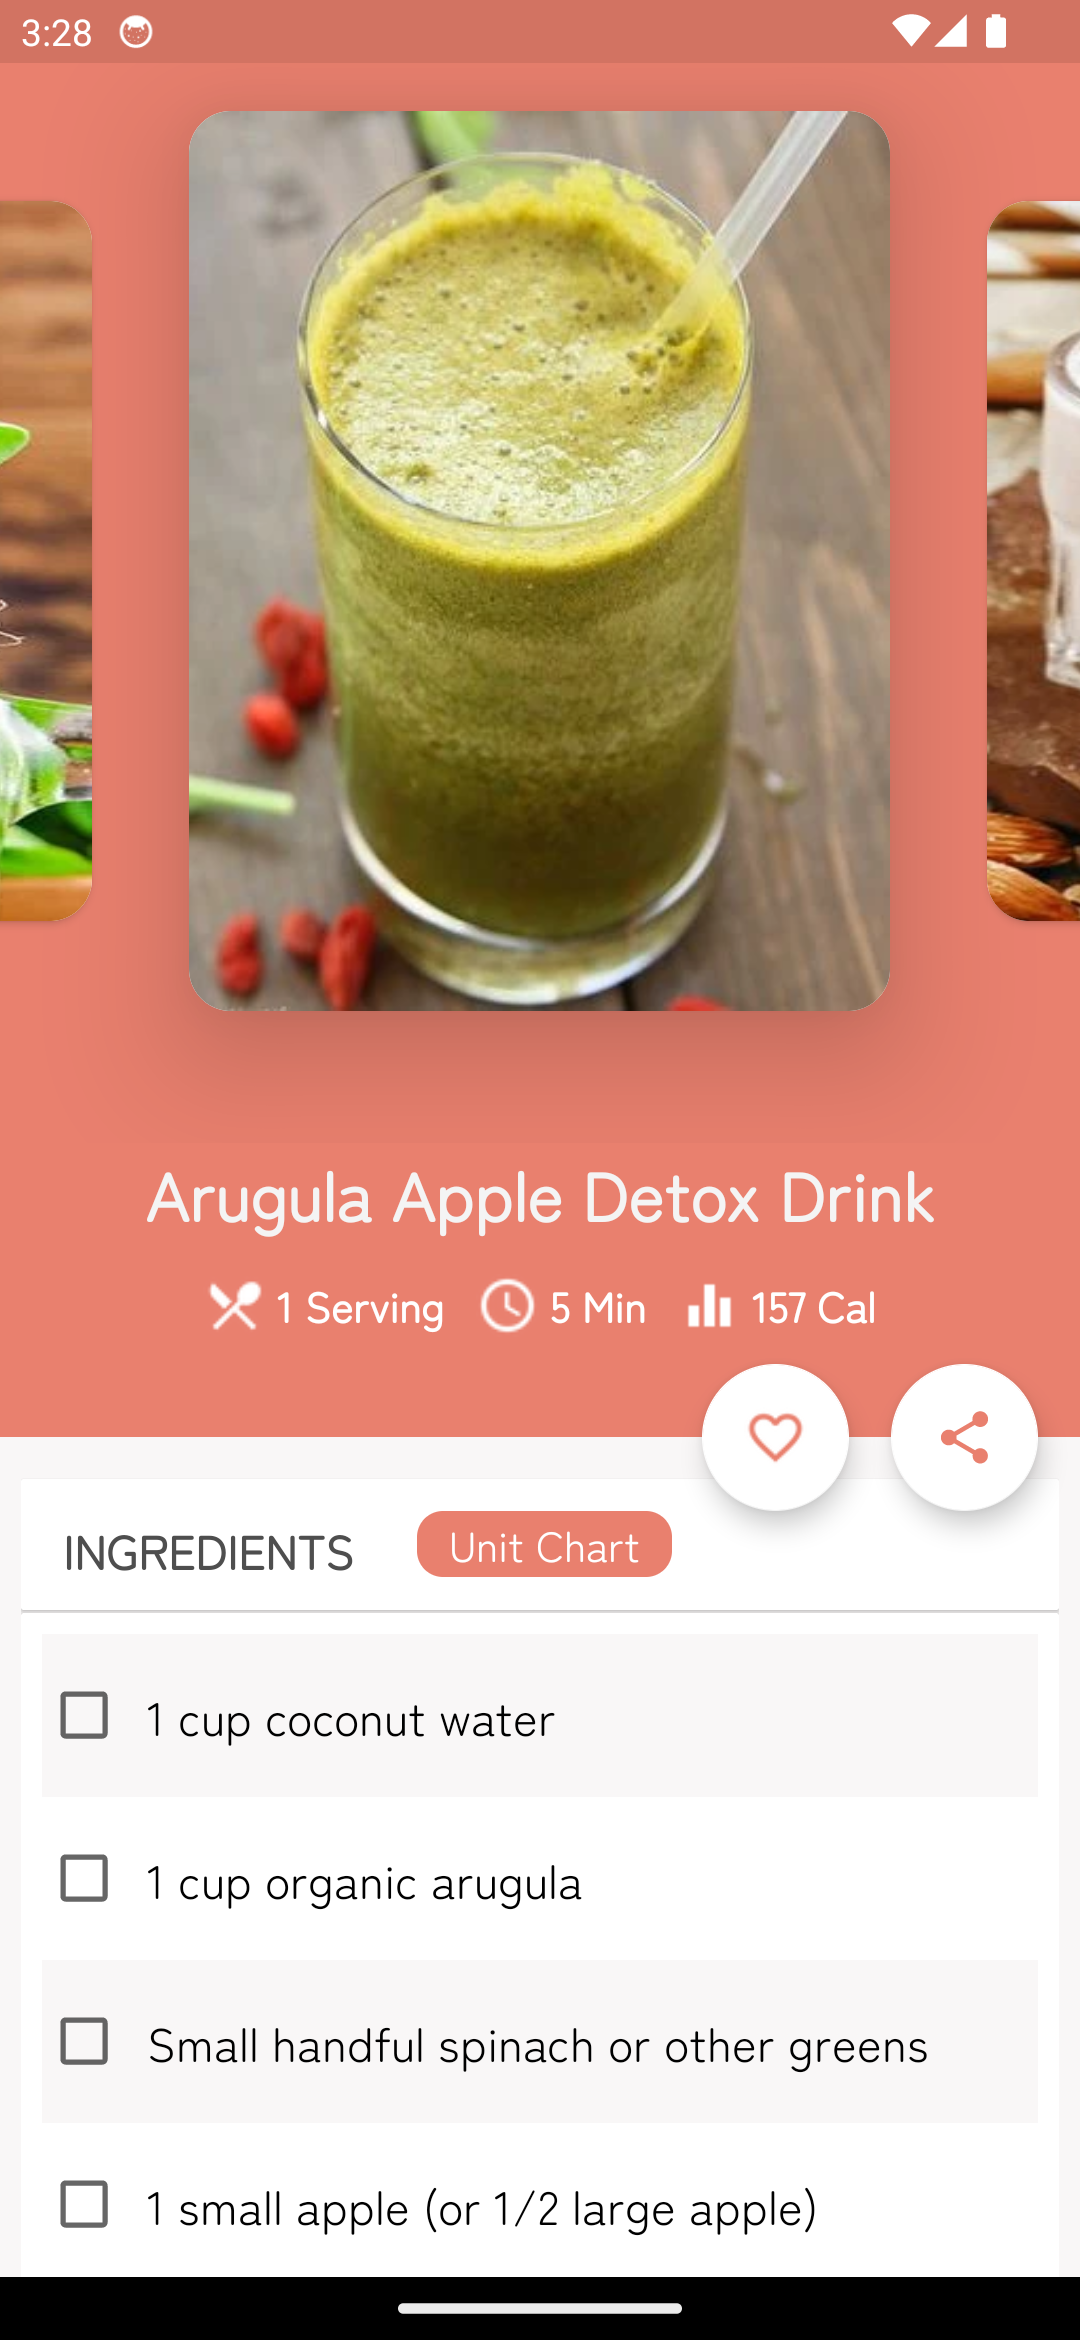 3:28
Arugula Apple Detox Drink
1 Serving 5 Min 157 Cal
INGREDIENTS Unit Chart
1 cup coconut water
1 cup organic arugula
Small handful spinach or other greens
1 small apple (or 1/2 large apple)